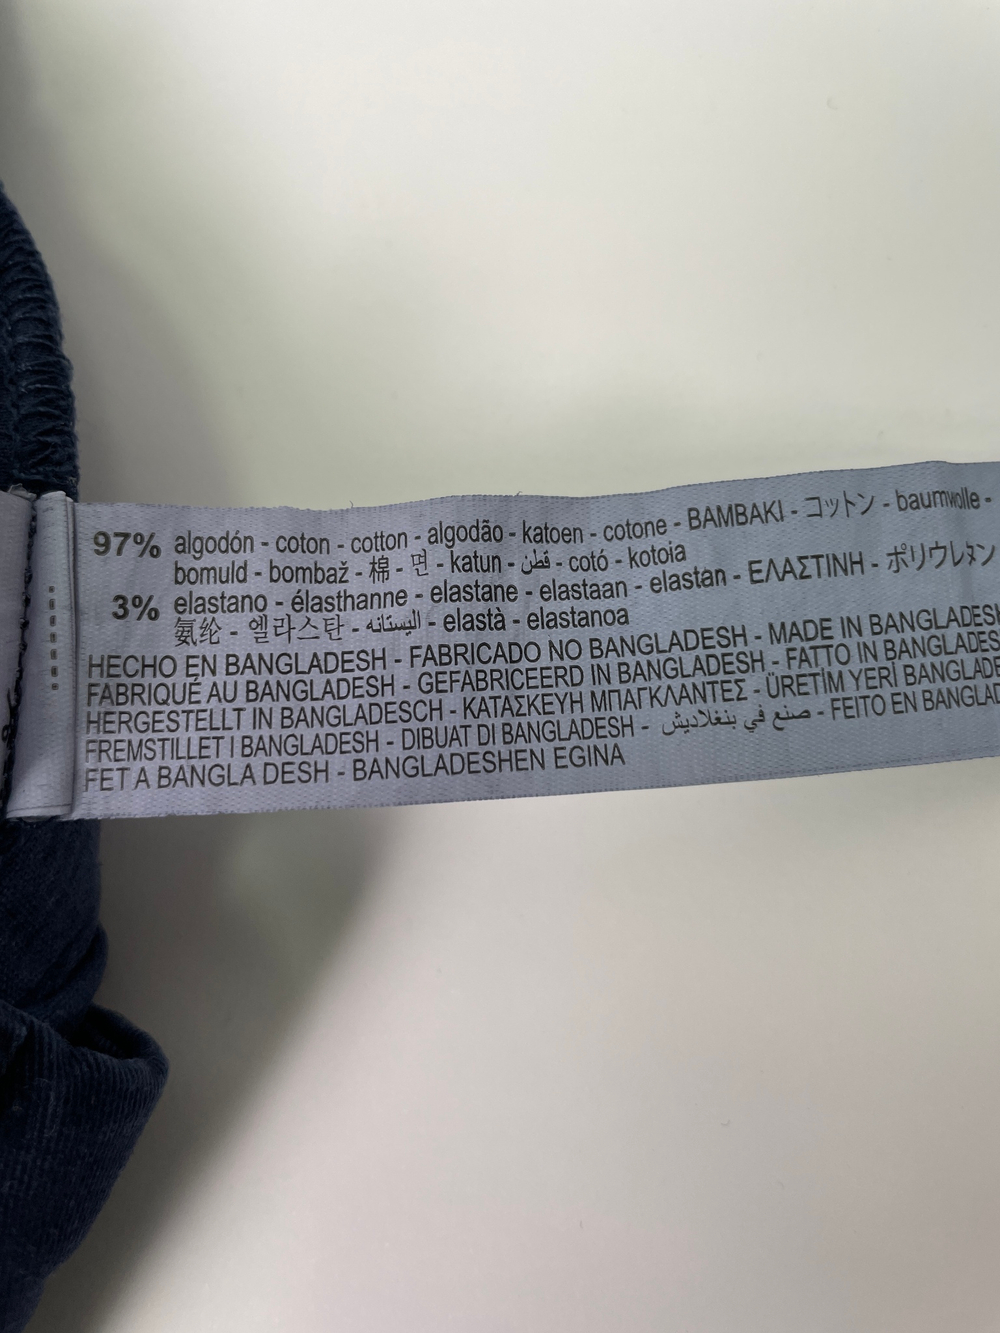 97% algodón - coton - cotton - algodão - katoen - cotone - BAMBAKI - コットン - baumwolle -
bomuld - bombaž - 棉 - 면 - katun - قطن - cotó - kotoia
3% elastano - élasthanne - elastane - elastaan - elastan - ΕΛΑΣΤΙΝΗ - ポリウレタン
氨纶 - 엘라스탄 - اليستانه - elastà - elastanoa
HECHO EN BANGLADESH - FABRICADO NO BANGLADESH - MADE IN BANGLADESH
FABRIQUÉ AU BANGLADESH - GEFABRICEERD IN BANGLADESH - FATTO IN BANGLADES
HERGESTELLT IN BANGLADESCH - ΚΑΤΑΣΚΕΥΗ ΜΠΑΓΚΛΑΝΤΕΣ - ÜRETİM YERİ BANGLADES
FREMSTILLET I BANGLADESH - DIBUAT DI BANGLADESH - صنع في بنغلاديش - FEITO EN BANGLAD
FET A BANGLA DESH - BANGLADESHEN EGINA